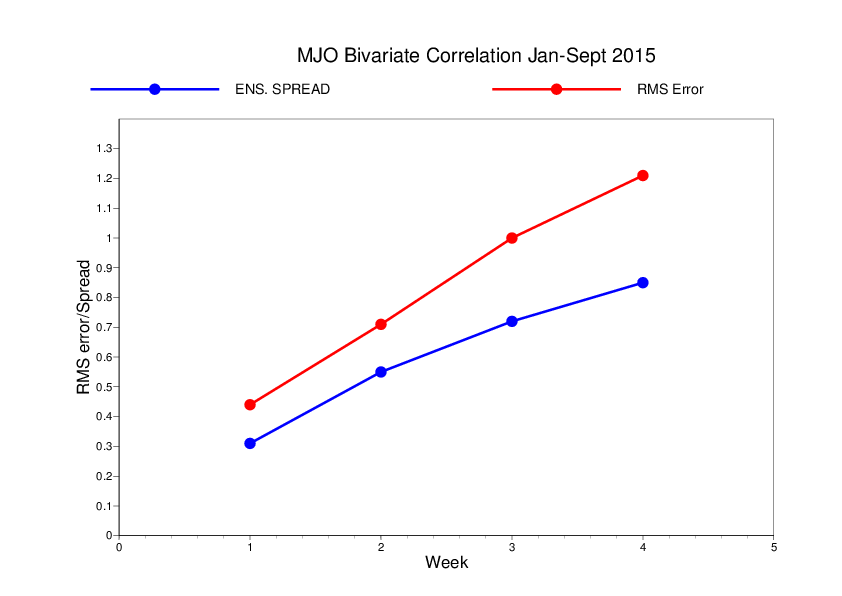 MJO Bivariate Correlation Jan-Sept 2015
ENS. SPREAD
RMS Error
RMS error/Spread
1.3
1.2
1.1
1
0.9
0.8
0.7
0.6
0.5
0.4
0.3
0.2
0.1
0
0 1 2 3 4 5
Week